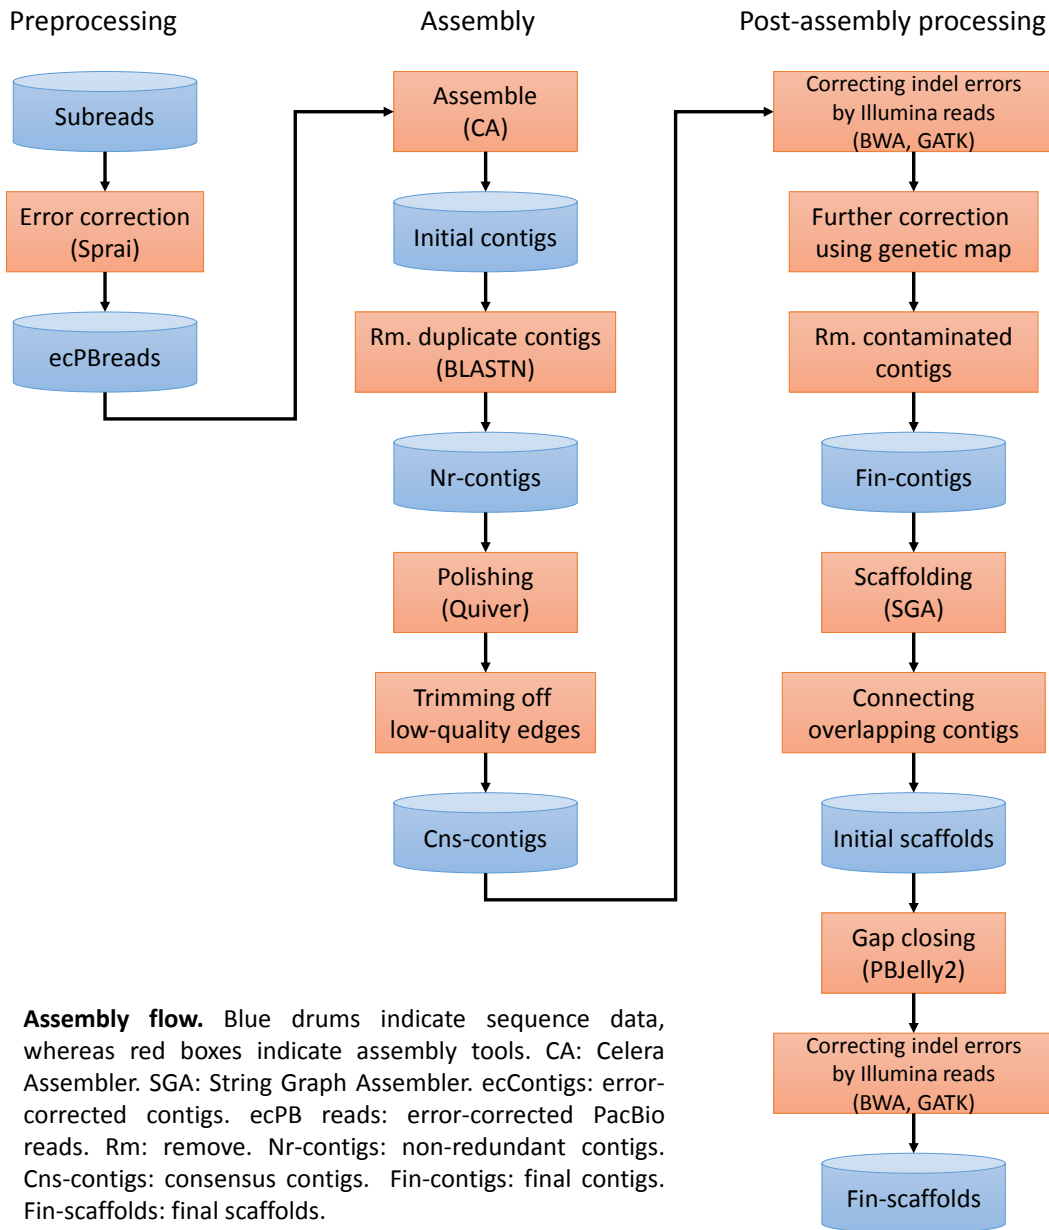 Preprocessing
Subreads
Error correction
(Sprai)
ecPBreads
Assembly
Assemble
(CA)
Initial contigs
Rm. duplicate contigs
(BLASTN)
Nr-contigs
Polishing
(Quiver)
Trimming off
low-quality edges
Cns-contigs
Post-assembly processing
Correcting indel errors
by Illumina reads
(BWA, GATK)
Further correction
using genetic map
Rm. contaminated
contigs
Fin-contigs
Scaffolding
(SGA)
Connecting
overlapping contigs
Initial scaffolds
Gap closing
(PBJelly2)
Correcting indel errors
by Illumina reads
(BWA, GATK)
Fin-scaffolds
Assembly flow. Blue drums indicate sequence data,
whereas red boxes indicate assembly tools. CA: Celera
Assembler. SGA: String Graph Assembler. ecContigs: error-
corrected contigs. ecPB reads: error-corrected PacBio
reads. Rm: remove. Nr-contigs: non-redundant contigs.
Cns-contigs: consensus contigs. Fin-contigs: final contigs.
Fin-scaffolds: final scaffolds.